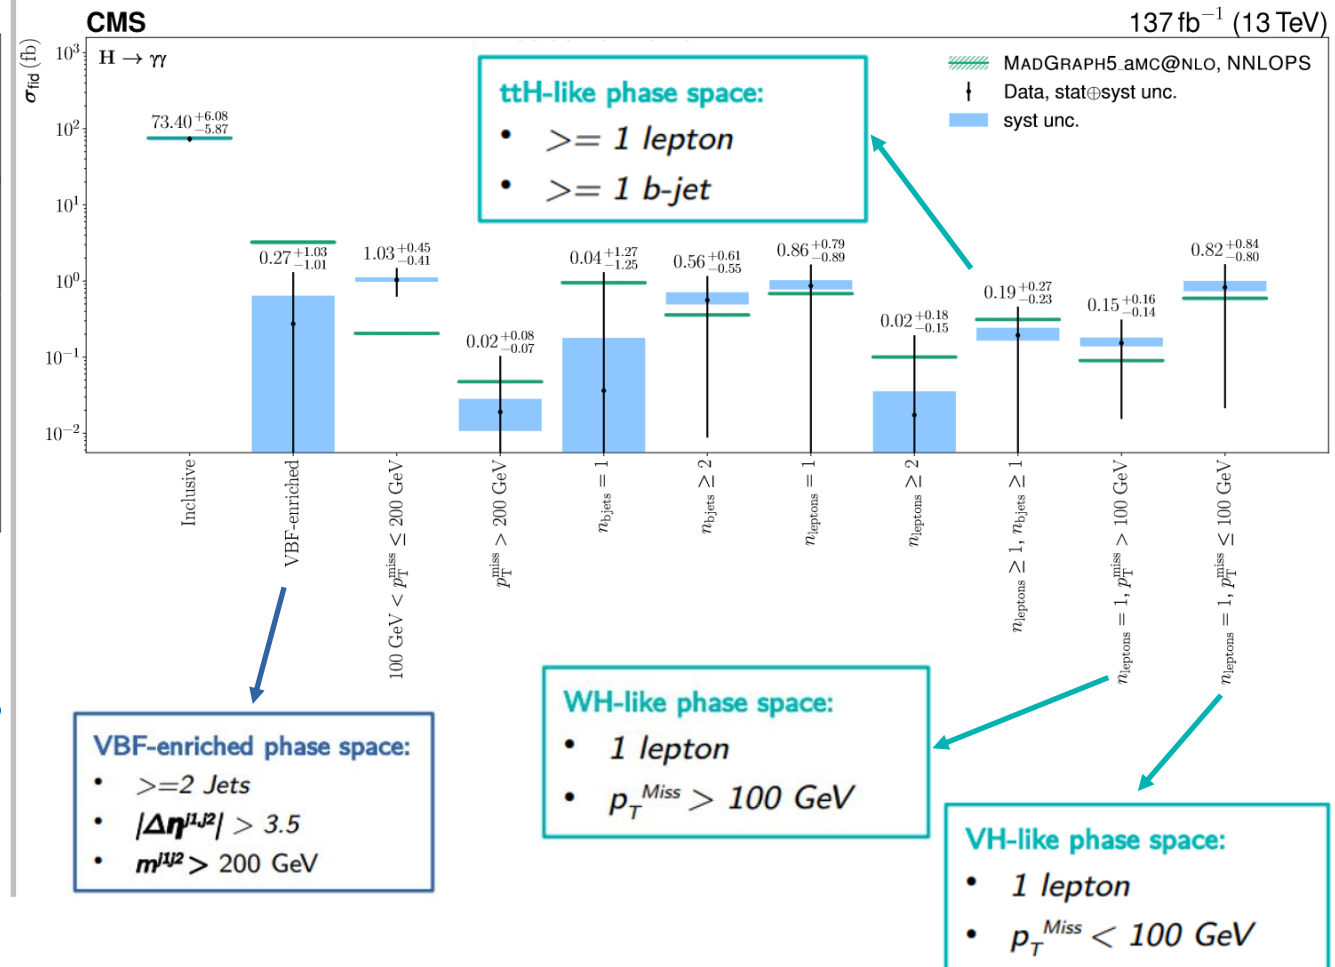 CMS
137 fb⁻¹ (13 TeV)
σ_fid (fb)
10³
10²
10¹
10⁰
10⁻¹
10⁻²
H → γγ
MADGRAPH5_aMC@NLO, NNLOPS
Data, stat⊕syst unc.
syst unc.
ttH-like phase space:
• >= 1 lepton
• >= 1 b-jet
73.40 +6.08 −5.87
0.27 +1.03 −1.01
1.03 +0.45 −0.41
0.02 +0.08 −0.07
0.04 +1.27 −1.25
0.56 +0.61 −0.55
0.86 +0.79 −0.89
0.02 +0.18 −0.15
0.19 +0.27 −0.23
0.15 +0.16 −0.14
0.82 +0.84 −0.80
Inclusive
VBF-enriched
100 GeV < p_T^miss ≤ 200 GeV
p_T^miss > 200 GeV
n_bjets = 1
n_bjets ≥ 2
n_leptons = 1
n_leptons ≥ 2
n_leptons ≥ 1, n_bjets ≥ 1
n_leptons = 1, p_T^miss > 100 GeV
n_leptons = 1, p_T^miss ≤ 100 GeV
VBF-enriched phase space:
• >=2 Jets
• |Δη^j1,j2| > 3.5
• m^j1j2 > 200 GeV
WH-like phase space:
• 1 lepton
• p_T^Miss > 100 GeV
VH-like phase space:
• 1 lepton
• p_T^Miss < 100 GeV